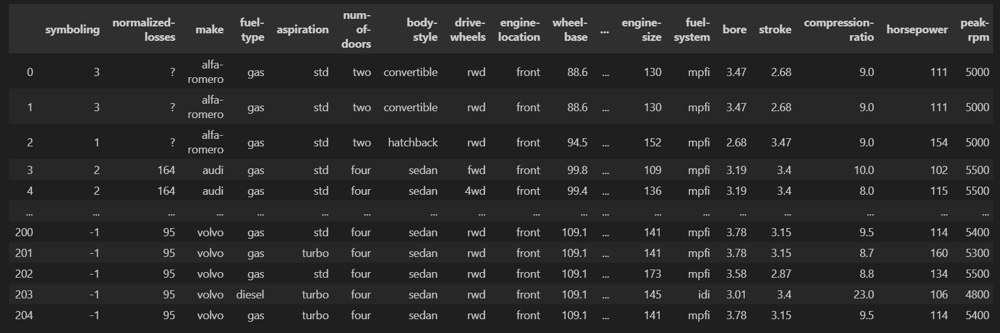 symboling normalized-losses make fuel-type aspiration num-of-doors body-style drive-wheels engine-location wheel-base ... engine-size fuel-system bore stroke compression-ratio horsepower peak-rpm
0 3 ? alfa-romero gas std two convertible rwd front 88.6 ... 130 mpfi 3.47 2.68 9.0 111 5000
1 3 ? alfa-romero gas std two convertible rwd front 88.6 ... 130 mpfi 3.47 2.68 9.0 111 5000
2 1 ? alfa-romero gas std two hatchback rwd front 94.5 ... 152 mpfi 2.68 3.47 9.0 154 5000
3 2 164 audi gas std four sedan fwd front 99.8 ... 109 mpfi 3.19 3.4 10.0 102 5500
4 2 164 audi gas std four sedan 4wd front 99.4 ... 136 mpfi 3.19 3.4 8.0 115 5500
... ... ... ... ... ... ... ... ... ... ... ... ... ... ... ... ... ... ...
200 -1 95 volvo gas std four sedan rwd front 109.1 ... 141 mpfi 3.78 3.15 9.5 114 5400
201 -1 95 volvo gas turbo four sedan rwd front 109.1 ... 141 mpfi 3.78 3.15 8.7 160 5300
202 -1 95 volvo gas std four sedan rwd front 109.1 ... 173 mpfi 3.58 2.87 8.8 134 5500
203 -1 95 volvo diesel turbo four sedan rwd front 109.1 ... 145 idi 3.01 3.4 23.0 106 4800
204 -1 95 volvo gas turbo four sedan rwd front 109.1 ... 141 mpfi 3.78 3.15 9.5 114 5400